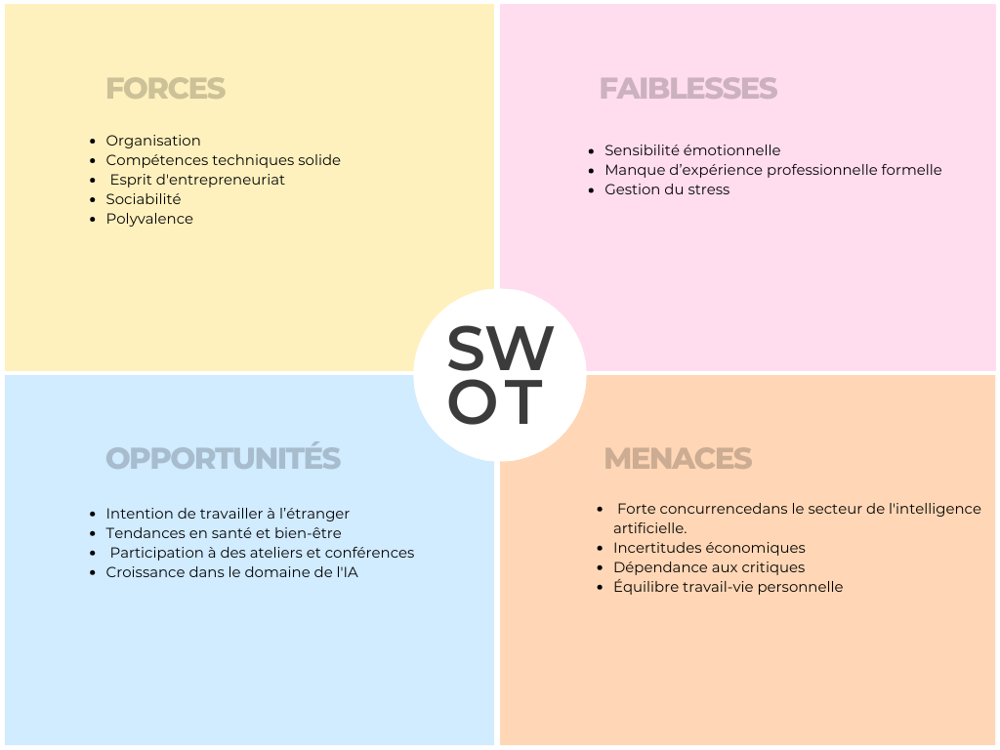 FORCES
• Organisation
• Compétences techniques solide
• Esprit d'entrepreneuriat
• Sociabilité
• Polyvalence
FAIBLESSES
• Sensibilité émotionnelle
• Manque d’expérience professionnelle formelle
• Gestion du stress
SW
OT
OPPORTUNITÉS
• Intention de travailler à l’étranger
• Tendances en santé et bien-être
• Participation à des ateliers et conférences
• Croissance dans le domaine de l'IA
MENACES
• Forte concurrencedans le secteur de l'intelligence
artificielle.
• Incertitudes économiques
• Dépendance aux critiques
• Équilibre travail-vie personnelle